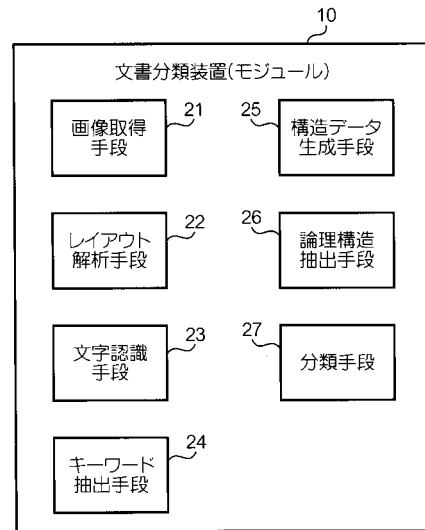 10
文書分類装置(モジュール)
21
画像取得
手段
22
レイアウト
解析手段
23
文字認識
手段
24
キーワード
抽出手段
25
構造データ
生成手段
26
論理構造
抽出手段
27
分類手段